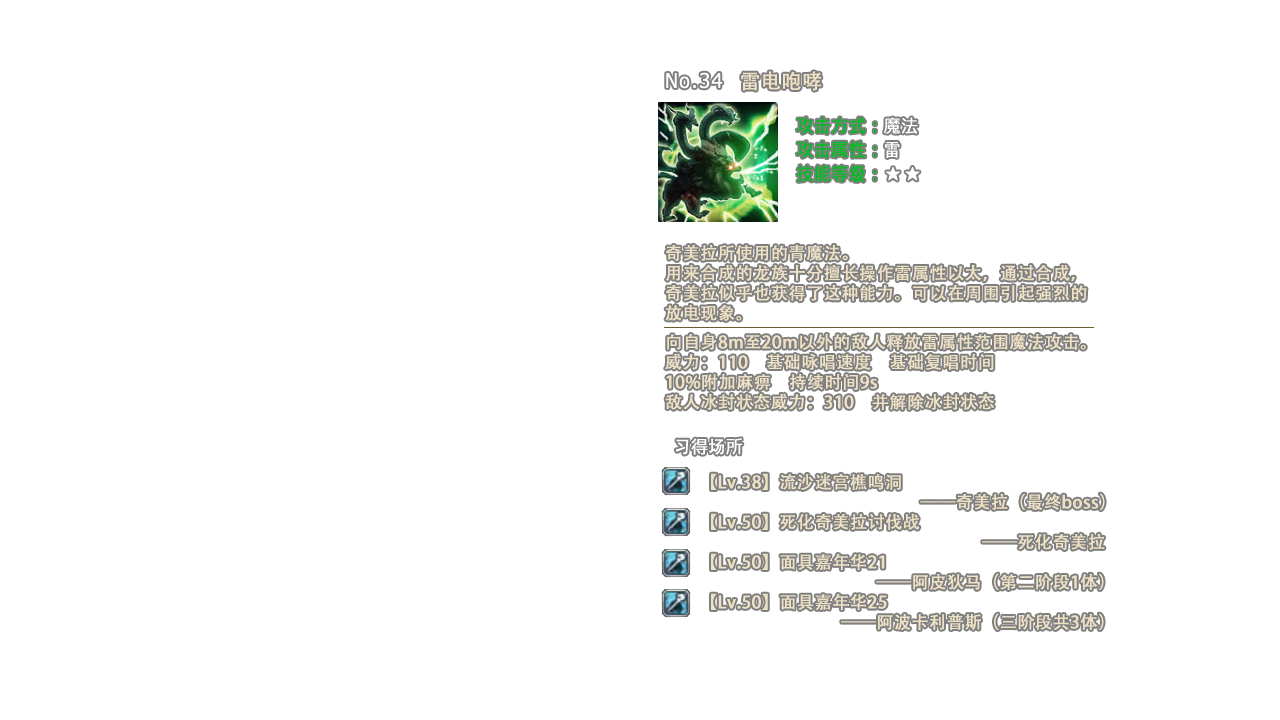 No.34 雷电咆哮
攻击方式：魔法
攻击属性：雷
技能等级：★★
奇美拉所使用的青魔法。
用来合成的龙族十分擅长操作雷属性以太，通过合成，
奇美拉似乎也获得了这种能力。可以在周围引起强烈的
放电现象。
向自身8m至20m以外的敌人释放雷属性范围魔法攻击。
威力：110 基础咏唱速度 基础复唱时间
10%附加麻痹 持续时间9s
敌人冰封状态威力：310 并解除冰封状态
习得场所
【Lv.38】流沙迷宫樵鸣洞
——奇美拉（最终boss）
【Lv.50】死化奇美拉讨伐战
——死化奇美拉
【Lv.50】面具嘉年华21
——阿皮狄马（第二阶段1体）
【Lv.50】面具嘉年华25
——阿波卡利普斯（三阶段共3体）